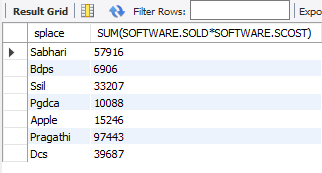 Result Grid Filter Rows: Expo
splace SUM(SOFTWARE.SOLD*SOFTWARE.SCOST)
Sabhari 57916
Bdps 6906
Ssil 33207
Pgdca 10088
Apple 15246
Pragathi 97443
Dcs 39687